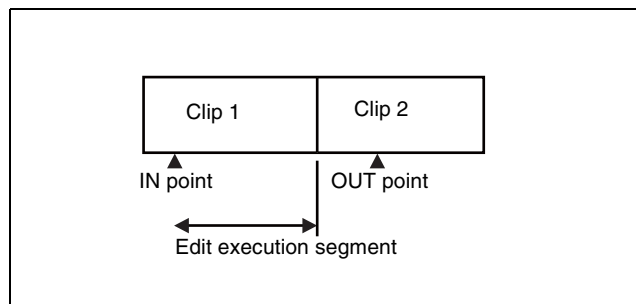 Clip 1
Clip 2
IN point
OUT point
Edit execution segment